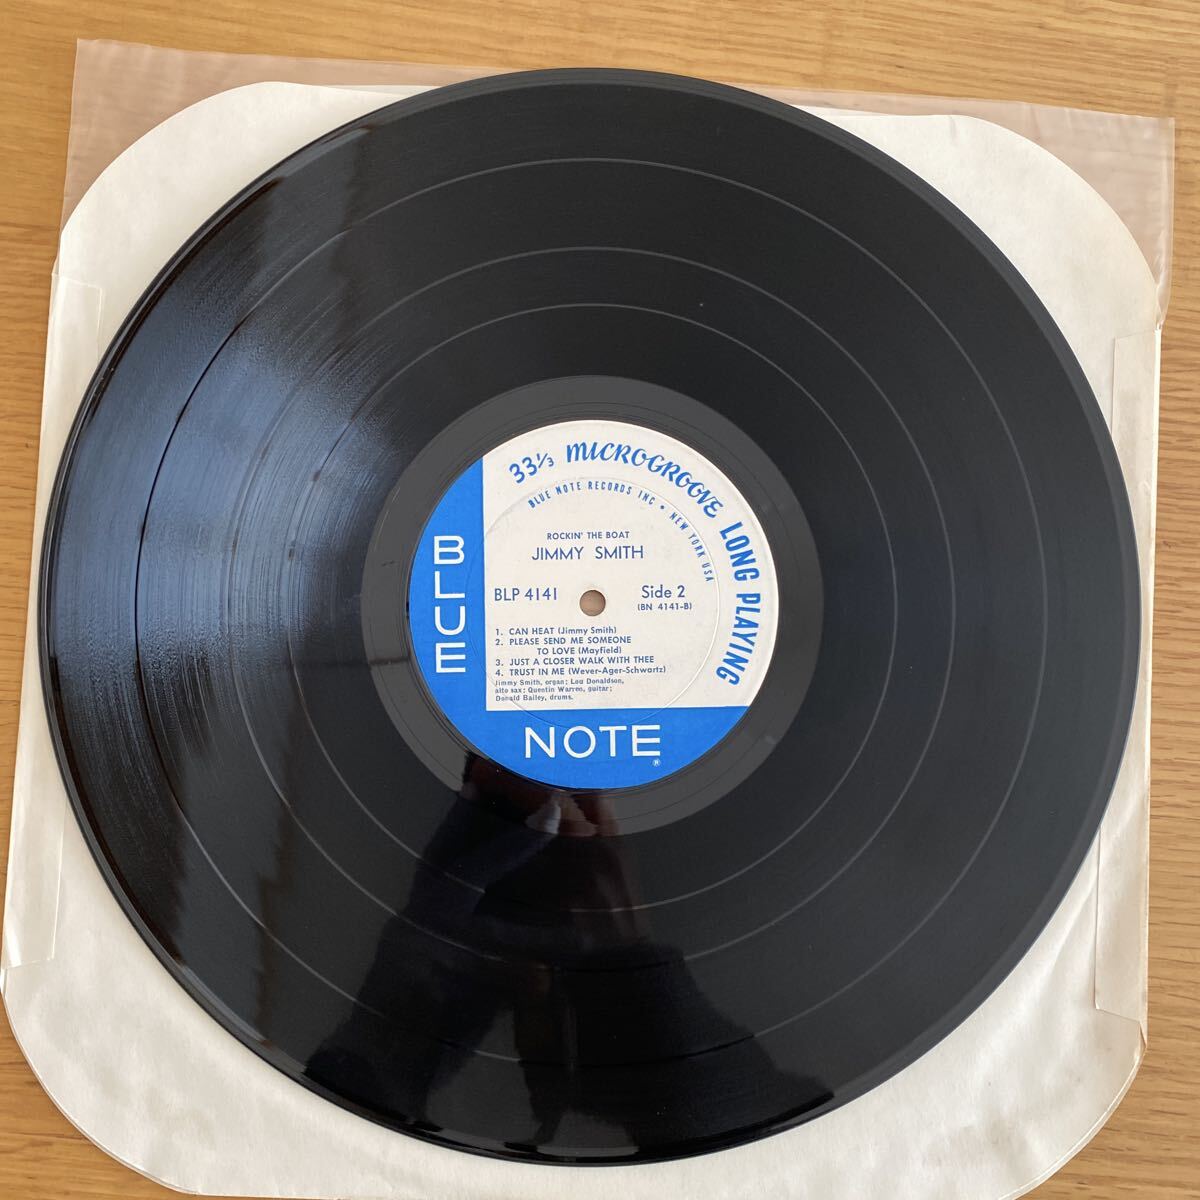 33⅓ MICROGROOVE LONG PLAYING
BLUE NOTE RECORDS INC • NEW YORK USA
ROCKIN' THE BOAT
JIMMY SMITH
BLP 4141 Side 2
(BN 4141-B)
1. CAN HEAT (Jimmy Smith)
2. PLEASE SEND ME SOMEONE
TO LOVE (Mayfield)
3. JUST A CLOSER WALK WITH THEE
4. TRUST IN ME (Wever-Ager-Schwartz)
Jimmy Smith, organ; Lou Donaldson,
alto sax; Quentin Warren, guitar;
Donald Bailey, drums.
BLUE
NOTE
®